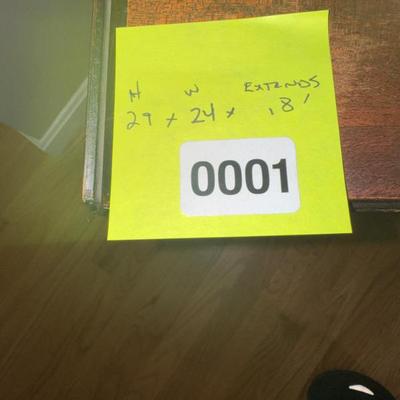 H W EXTENDS
29 x 24 x 18'
0001